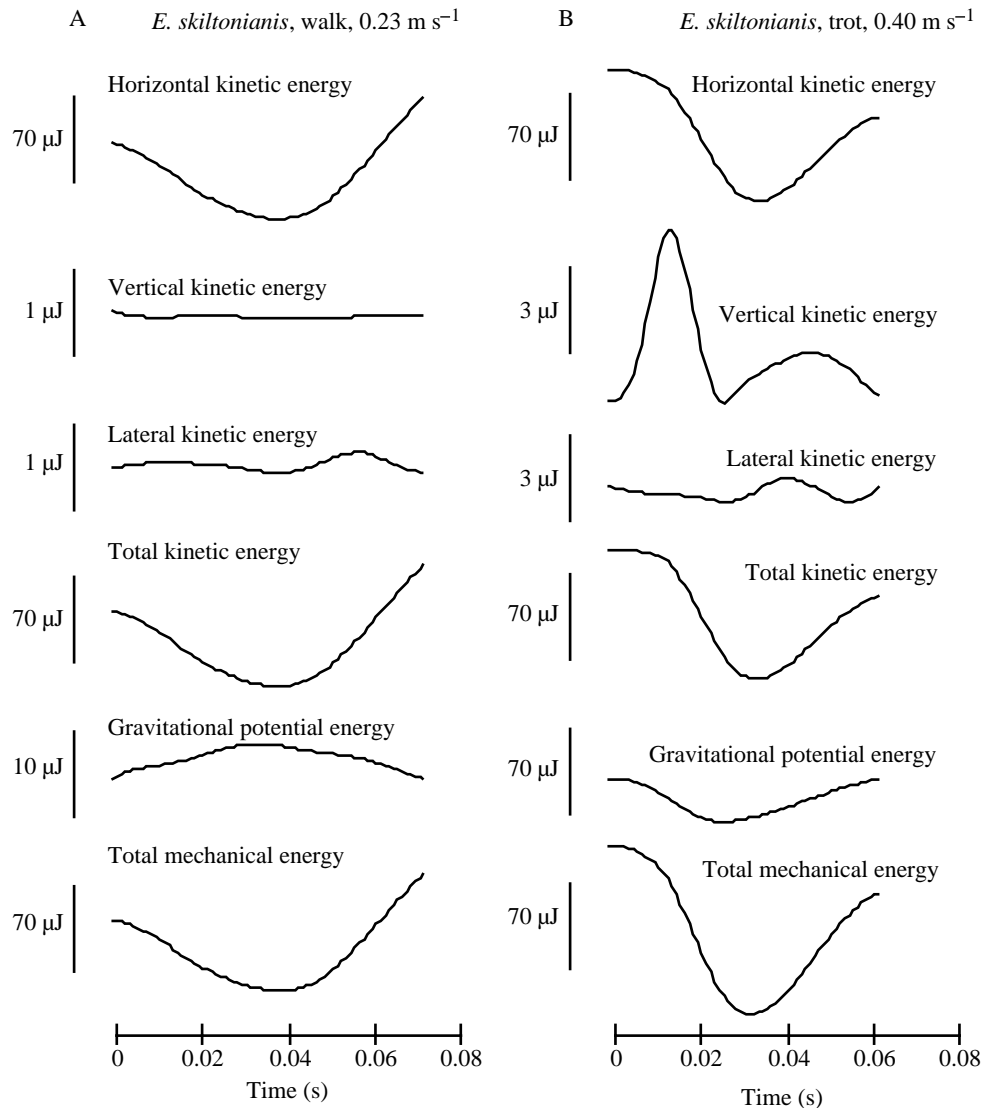 A
E. skiltonianis, walk, 0.23 m s−1
Horizontal kinetic energy
70 µJ
Vertical kinetic energy
1 µJ
Lateral kinetic energy
1 µJ
Total kinetic energy
70 µJ
Gravitational potential energy
10 µJ
Total mechanical energy
70 µJ
0 0.02 0.04 0.06 0.08
Time (s)
B
E. skiltonianis, trot, 0.40 m s−1
Horizontal kinetic energy
70 µJ
3 µJ
Vertical kinetic energy
Lateral kinetic energy
3 µJ
Total kinetic energy
70 µJ
Gravitational potential energy
70 µJ
Total mechanical energy
70 µJ
0 0.02 0.04 0.06 0.08
Time (s)